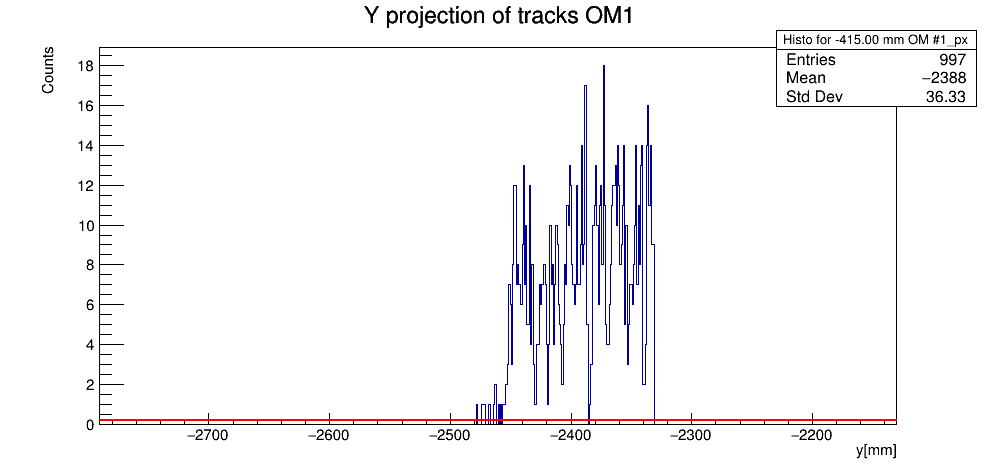 Y projection of tracks OM1
Histo for -415.00 mm OM #1_px
Entries 997
Mean −2388
Std Dev 36.33
Counts
18
16
14
12
10
8
6
4
2
0
−2700 −2600 −2500 −2400 −2300 −2200
y[mm]